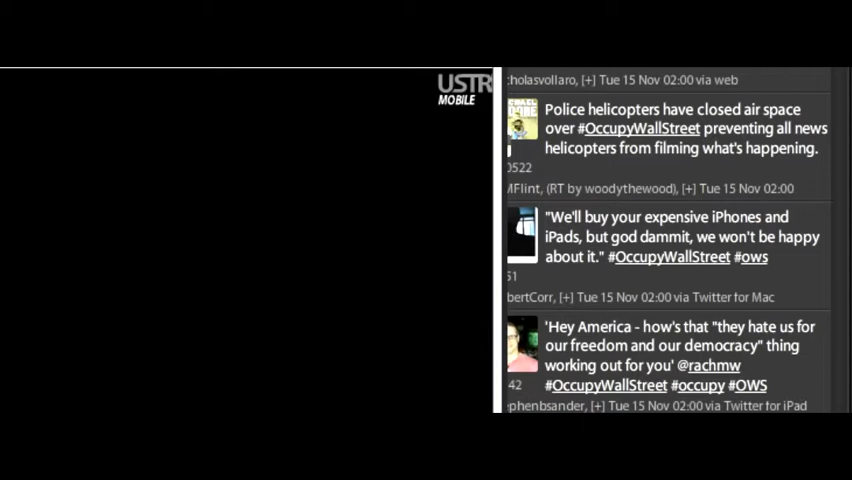 USTR
MOBILE
cholasvollaro, [+] Tue 15 Nov 02:00 via web
Police helicopters have closed air space
over #OccupyWallStreet preventing all news
helicopters from filming what's happening.
0522
MFlint, (RT by woodythewood), [+] Tue 15 Nov 02:00
"We'll buy your expensive iPhones and
iPads, but god dammit, we won't be happy
about it." #OccupyWallStreet #ows
51
bertCorr, [+] Tue 15 Nov 02:00 via Twitter for Mac
'Hey America - how's that "they hate us for
our freedom and our democracy" thing
working out for you' @rachmw
#OccupyWallStreet #occupy #OWS
42
ephenbsander, [+] Tue 15 Nov 02:00 via Twitter for iPad